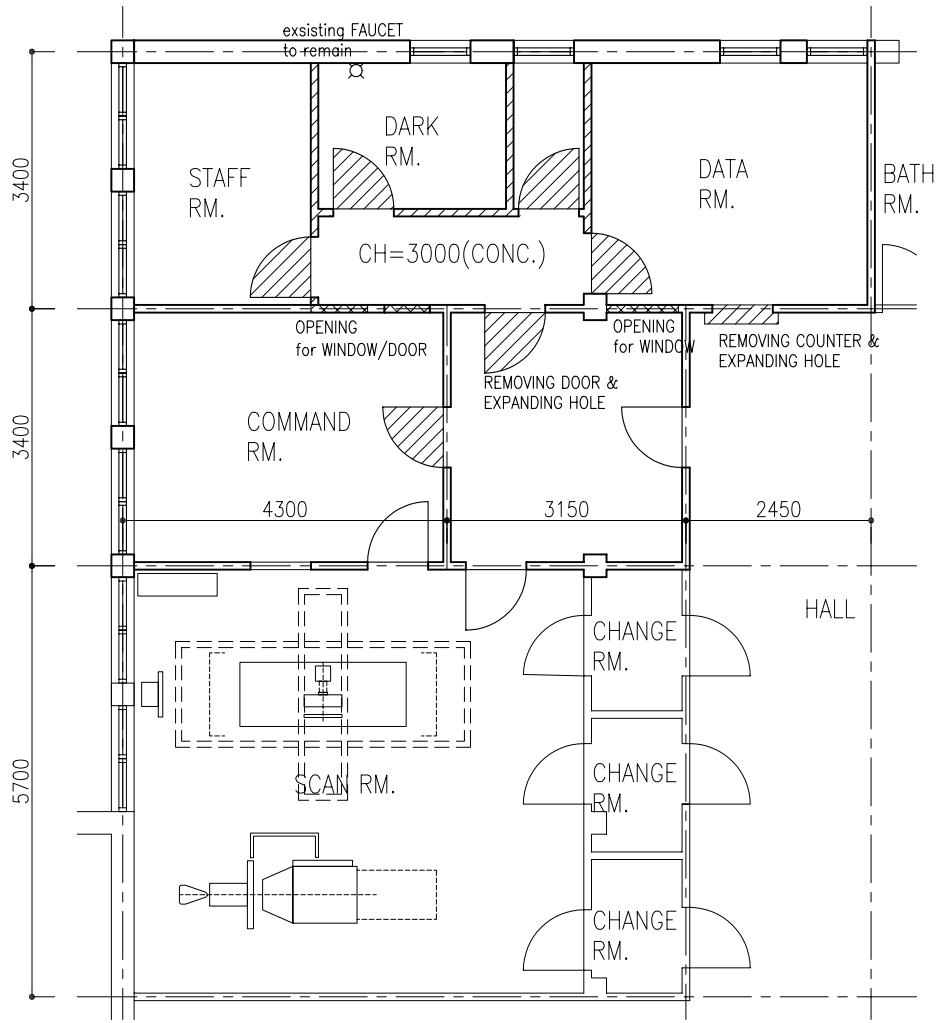 exsisting FAUCET
to remain
DARK
RM.
STAFF
RM.
DATA
RM.
BATH
RM.
3400
CH=3000(CONC.)
OPENING
for WINDOW/DOOR
OPENING
for WINDOW
REMOVING COUNTER &
EXPANDING HOLE
REMOVING DOOR &
EXPANDING HOLE
COMMAND
RM.
3400
4300
3150
2450
HALL
CHANGE
RM.
SCAN RM.
CHANGE
RM.
5700
CHANGE
RM.